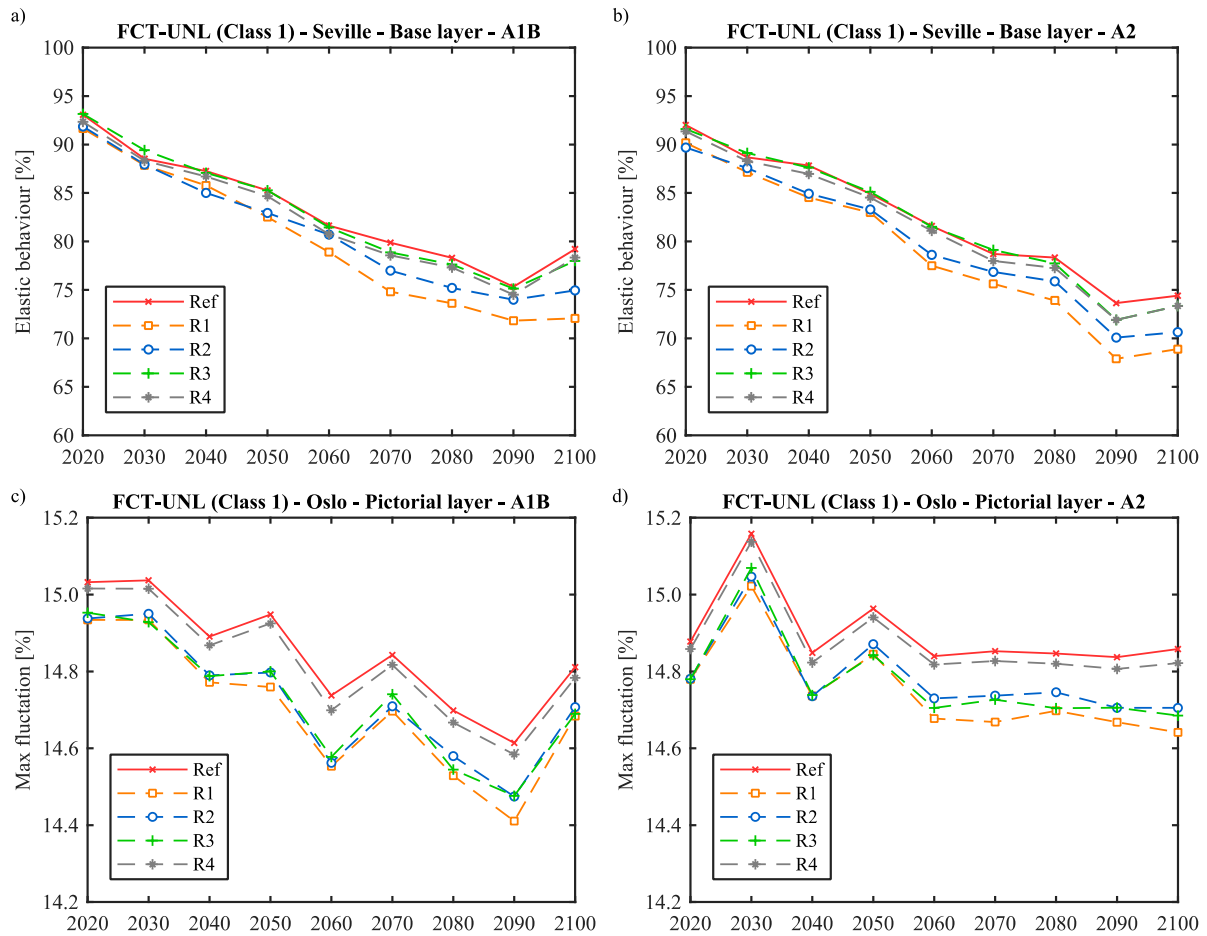 a)
FCT-UNL (Class 1) - Seville - Base layer - A1B
100
95
90
85
80
75
70
65
60
Elastic behaviour [%]
Ref
R1
R2
R3
R4
2020 2030 2040 2050 2060 2070 2080 2090 2100
b)
FCT-UNL (Class 1) - Seville - Base layer - A2
100
95
90
85
80
75
70
65
60
Elastic behaviour [%]
Ref
R1
R2
R3
R4
2020 2030 2040 2050 2060 2070 2080 2090 2100
c)
FCT-UNL (Class 1) - Oslo - Pictorial layer - A1B
15.2
15.0
14.8
14.6
14.4
14.2
Max fluctation [%]
Ref
R1
R2
R3
R4
2020 2030 2040 2050 2060 2070 2080 2090 2100
d)
FCT-UNL (Class 1) - Oslo - Pictorial layer - A2
15.2
15.0
14.8
14.6
14.4
14.2
Max fluctation [%]
Ref
R1
R2
R3
R4
2020 2030 2040 2050 2060 2070 2080 2090 2100